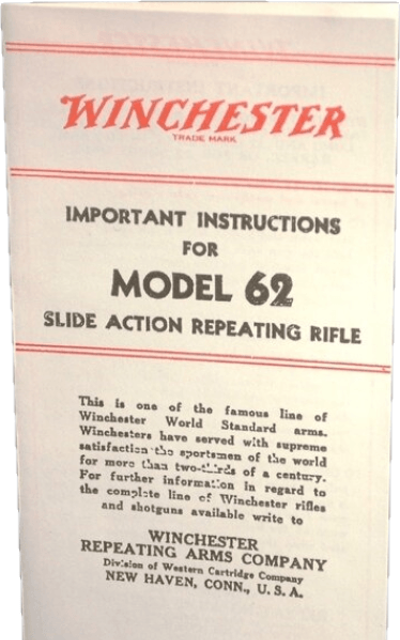 WINCHESTER
TRADE MARK
IMPORTANT INSTRUCTIONS
FOR
MODEL 62
SLIDE ACTION REPEATING RIFLE
This is one of the famous line of
Winchester World Standard arms.
Winchesters have served with supreme
satisfaction the sportsmen of the world
for more than two-thirds of a century.
For further information in regard to
the complete line of Winchester rifles
and shotguns available write to
WINCHESTER
REPEATING ARMS COMPANY
Division of Western Cartridge Company
NEW HAVEN, CONN., U. S. A.